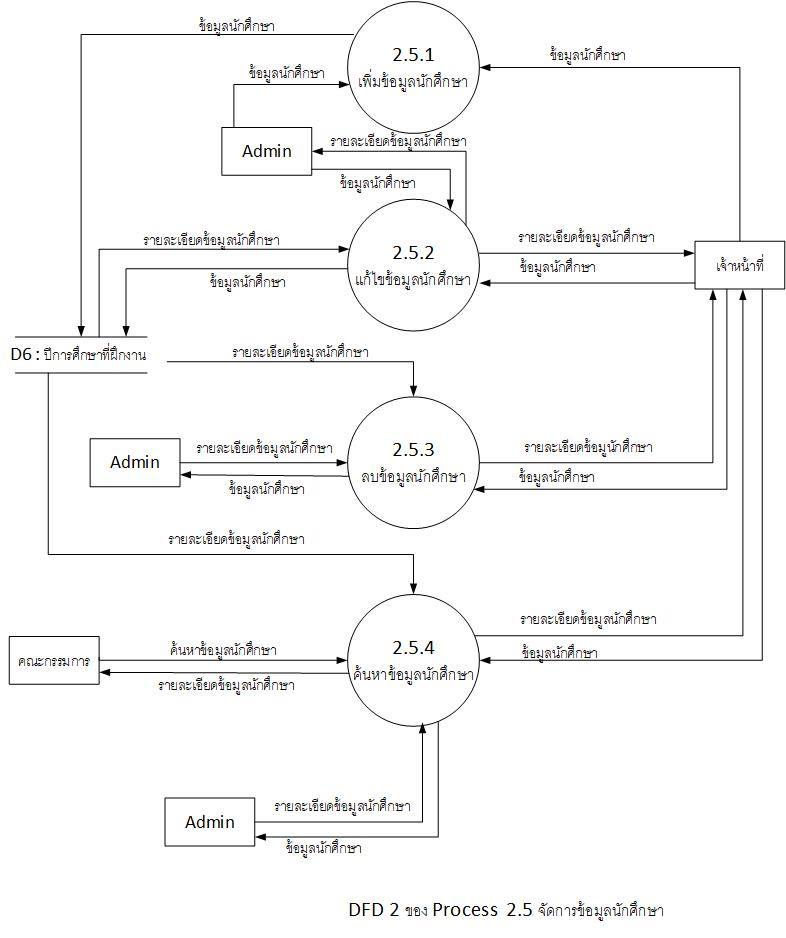 ข้อมูลนักศึกษา
2.5.1
เพิ่มข้อมูลนักศึกษา
ข้อมูลนักศึกษา
ข้อมูลนักศึกษา
Admin
รายละเอียดข้อมูลนักศึกษา
ข้อมูลนักศึกษา
รายละเอียดข้อมูลนักศึกษา
ข้อมูลนักศึกษา
2.5.2
แก้ไขข้อมูลนักศึกษา
รายละเอียดข้อมูลนักศึกษา
ข้อมูลนักศึกษา
เจ้าหน้าที่
D6 : ปีการศึกษาที่ฝึกงาน
รายละเอียดข้อมูลนักศึกษา
Admin
รายละเอียดข้อมูลนักศึกษา
ข้อมูลนักศึกษา
2.5.3
ลบข้อมูลนักศึกษา
รายละเอียดข้อมูลนักศึกษา
ข้อมูลนักศึกษา
รายละเอียดข้อมูลนักศึกษา
คณะกรรมการ
ค้นหาข้อมูลนักศึกษา
รายละเอียดข้อมูลนักศึกษา
2.5.4
ค้นหาข้อมูลนักศึกษา
รายละเอียดข้อมูลนักศึกษา
ข้อมูลนักศึกษา
Admin
รายละเอียดข้อมูลนักศึกษา
ข้อมูลนักศึกษา
DFD 2 ของ Process 2.5 จัดการข้อมูลนักศึกษา